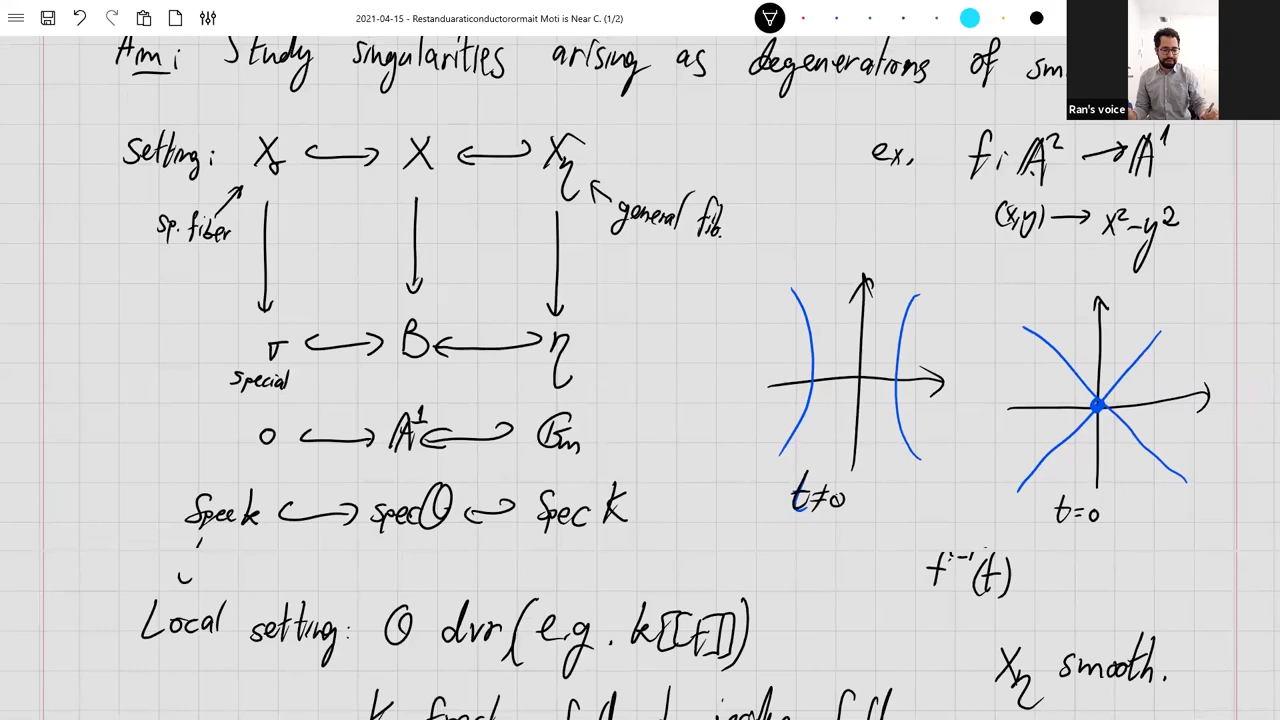 2021-04-15 - Restanduaraticonductorormait Moti is Near C. (1/2)
Ran's voice
Aim: Study singularities arising as degenerations of sm
Setting: X_σ ↪ X ↩ X_η
sp. fiber
general fib.
σ ↪ B ↩ η
special
0 ↪ 𝔸¹ ↩ 𝔾m
Spec k ↪ spec O ↩ Spec K
Local setting: O dvr (e.g. k[[t]])
ex. f: 𝔸² → 𝔸¹
(x,y) → x² - y²
t≠0
t=0
f⁻¹(t)
X_η smooth.